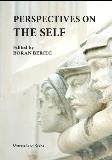 PERSPECTIVES ON
THE SELF
Edited by
BORAN BERČIĆ